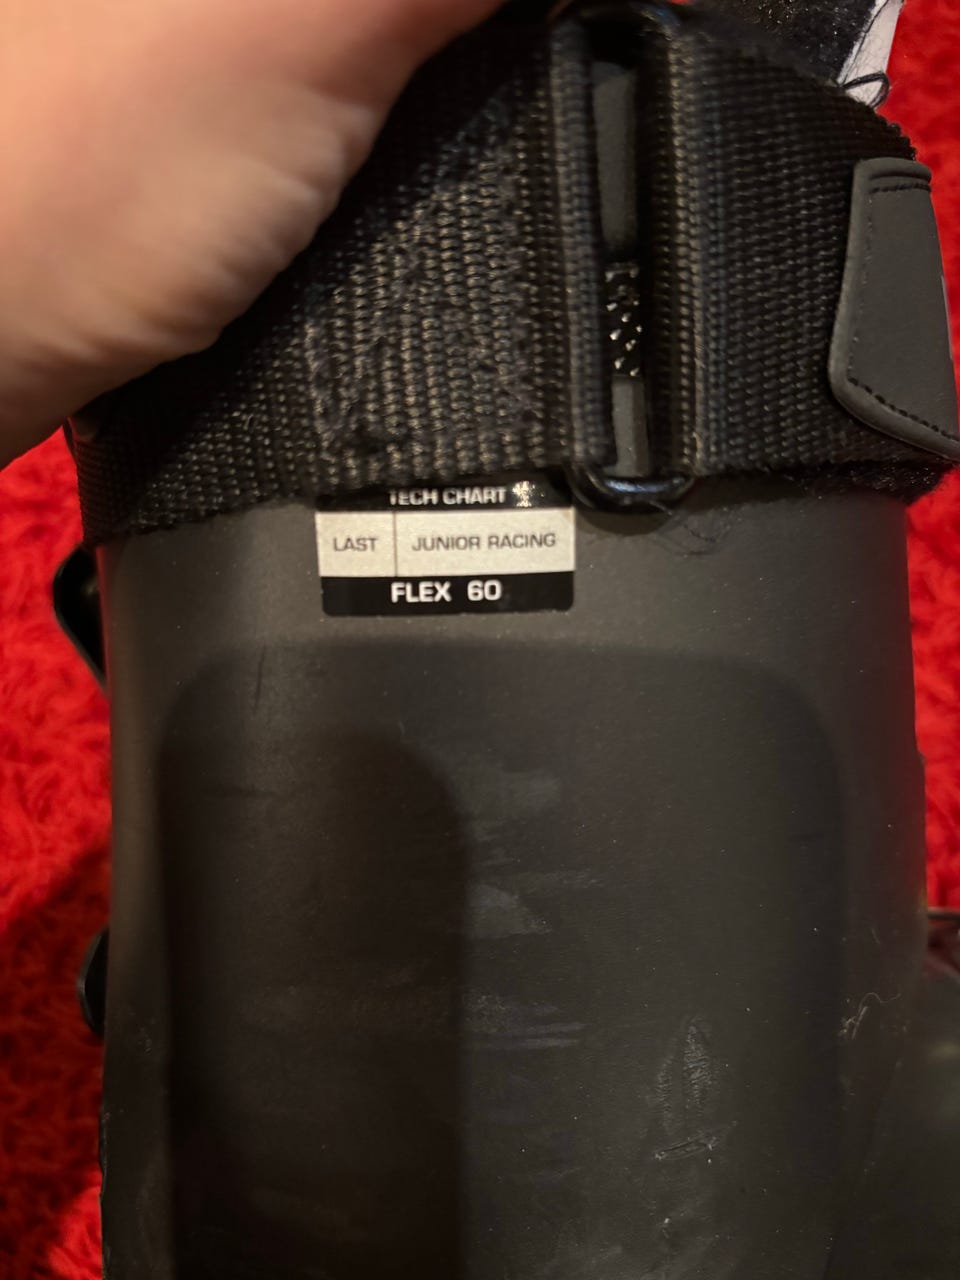 TECH CHART
LAST JUNIOR RACING
FLEX 60